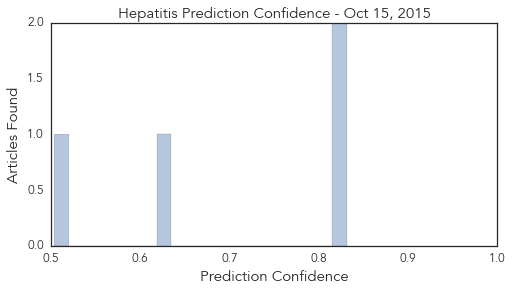 Hepatitis Prediction Confidence - Oct 15, 2015
2.0
1.5
1.0
0.5
0.0
Articles Found
0.5 0.6 0.7 0.8 0.9 1.0
Prediction Confidence